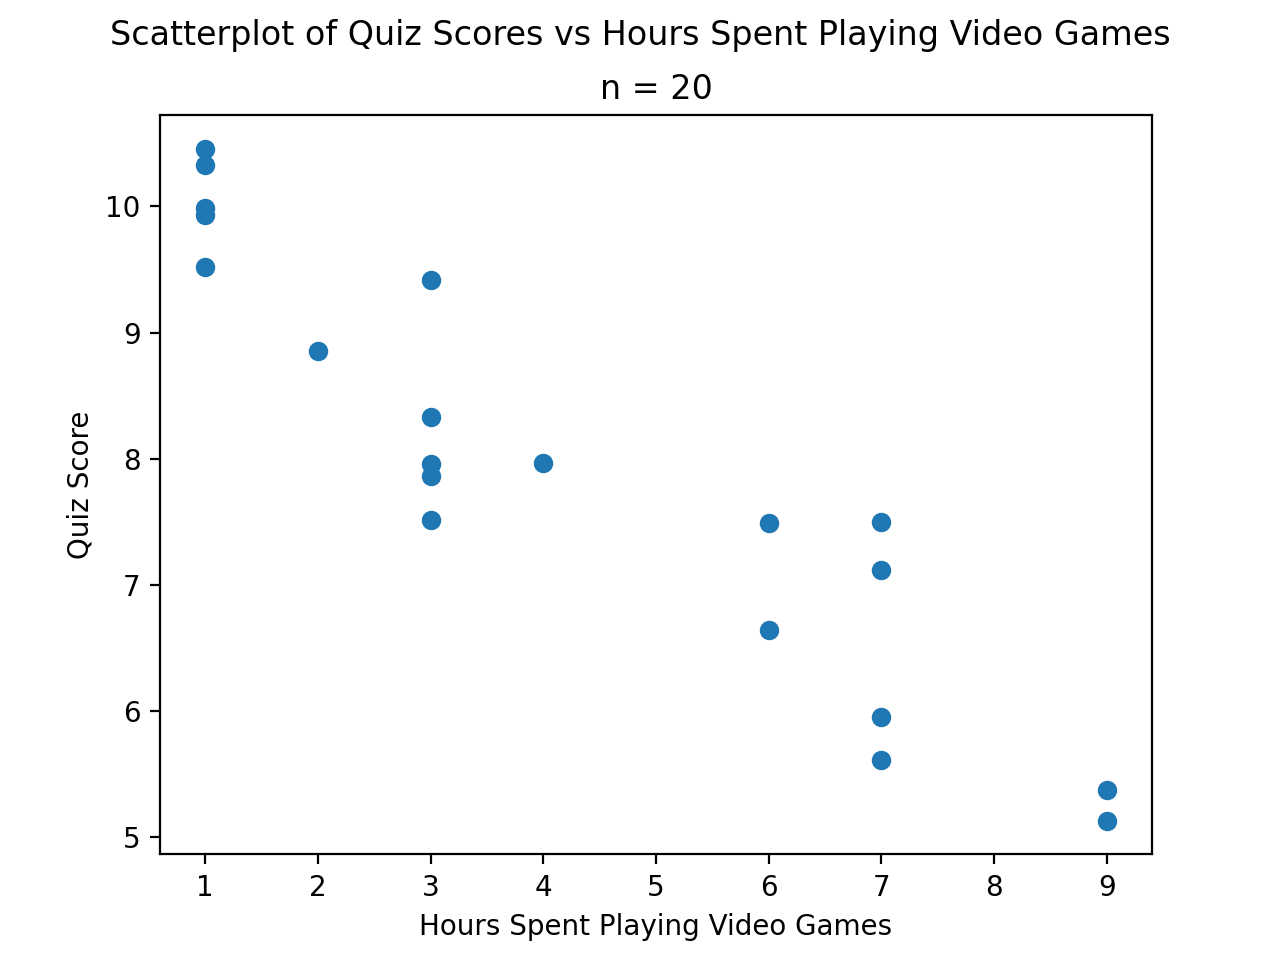 Scatterplot of Quiz Scores vs Hours Spent Playing Video Games
n = 20
10
9
8
7
6
5
Quiz Score
1 2 3 4 5 6 7 8 9
Hours Spent Playing Video Games